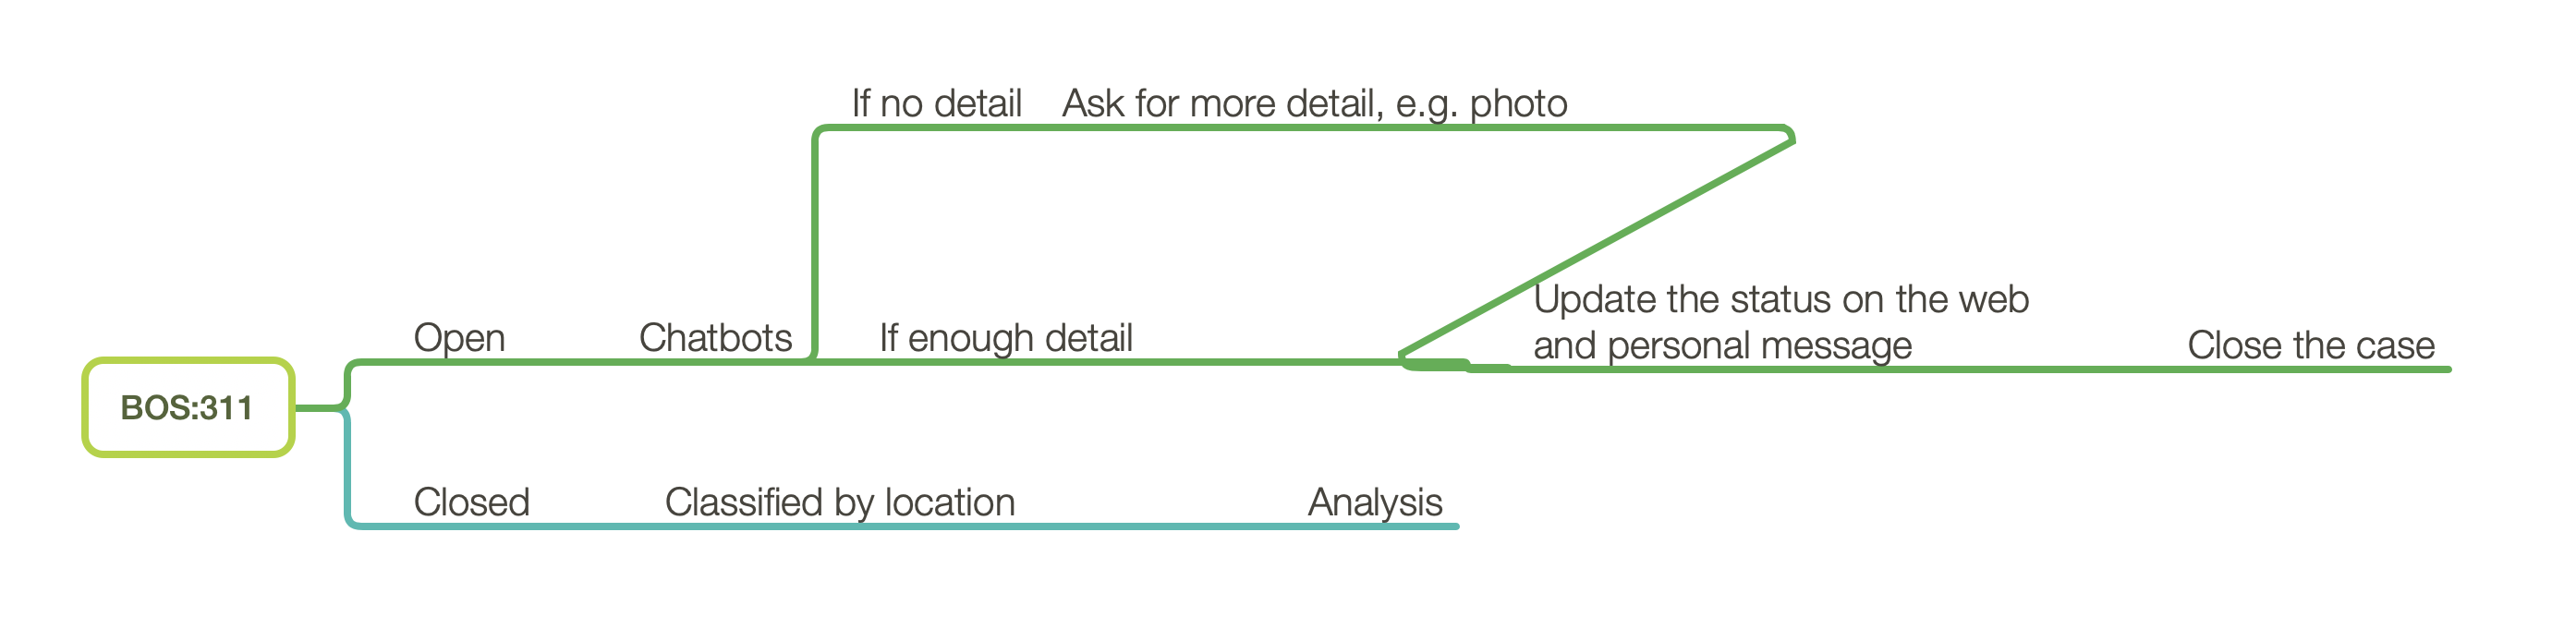 If no detail Ask for more detail, e.g. photo
Update the status on the web
and personal message
Open Chatbots If enough detail
Close the case
BOS:311
Closed Classified by location Analysis